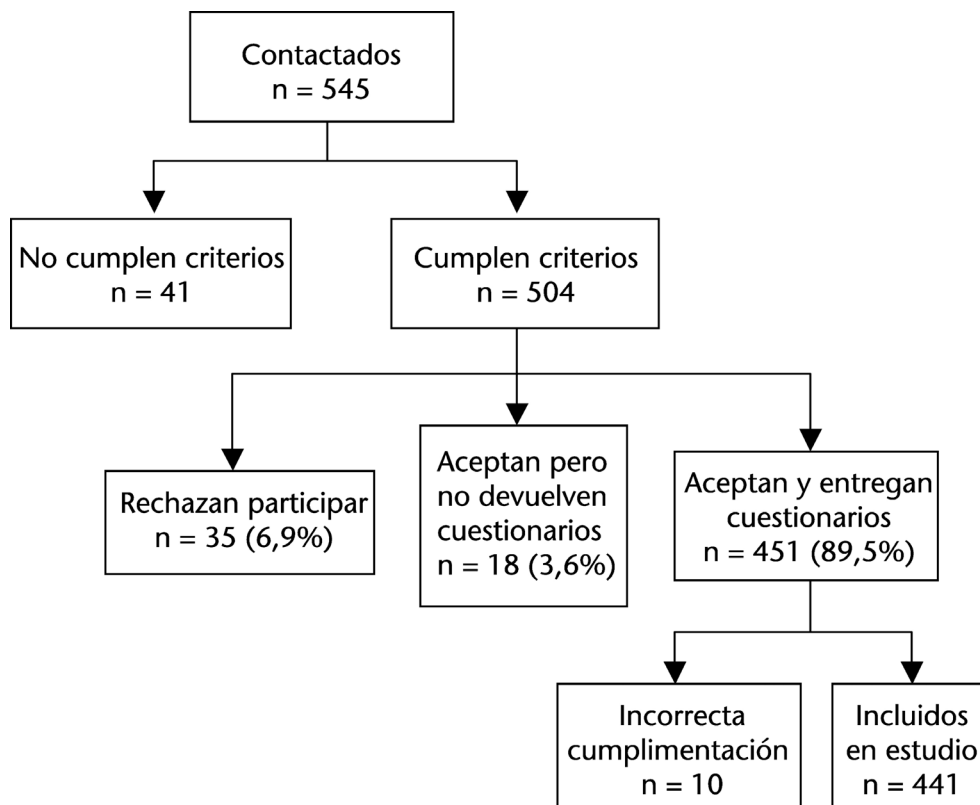 Contactados
n = 545
No cumplen criterios
n = 41
Cumplen criterios
n = 504
Rechazan participar
n = 35 (6,9%)
Aceptan pero
no devuelven
cuestionarios
n = 18 (3,6%)
Aceptan y entregan
cuestionarios
n = 451 (89,5%)
Incorrecta
cumplimentación
n = 10
Incluidos
en estudio
n = 441